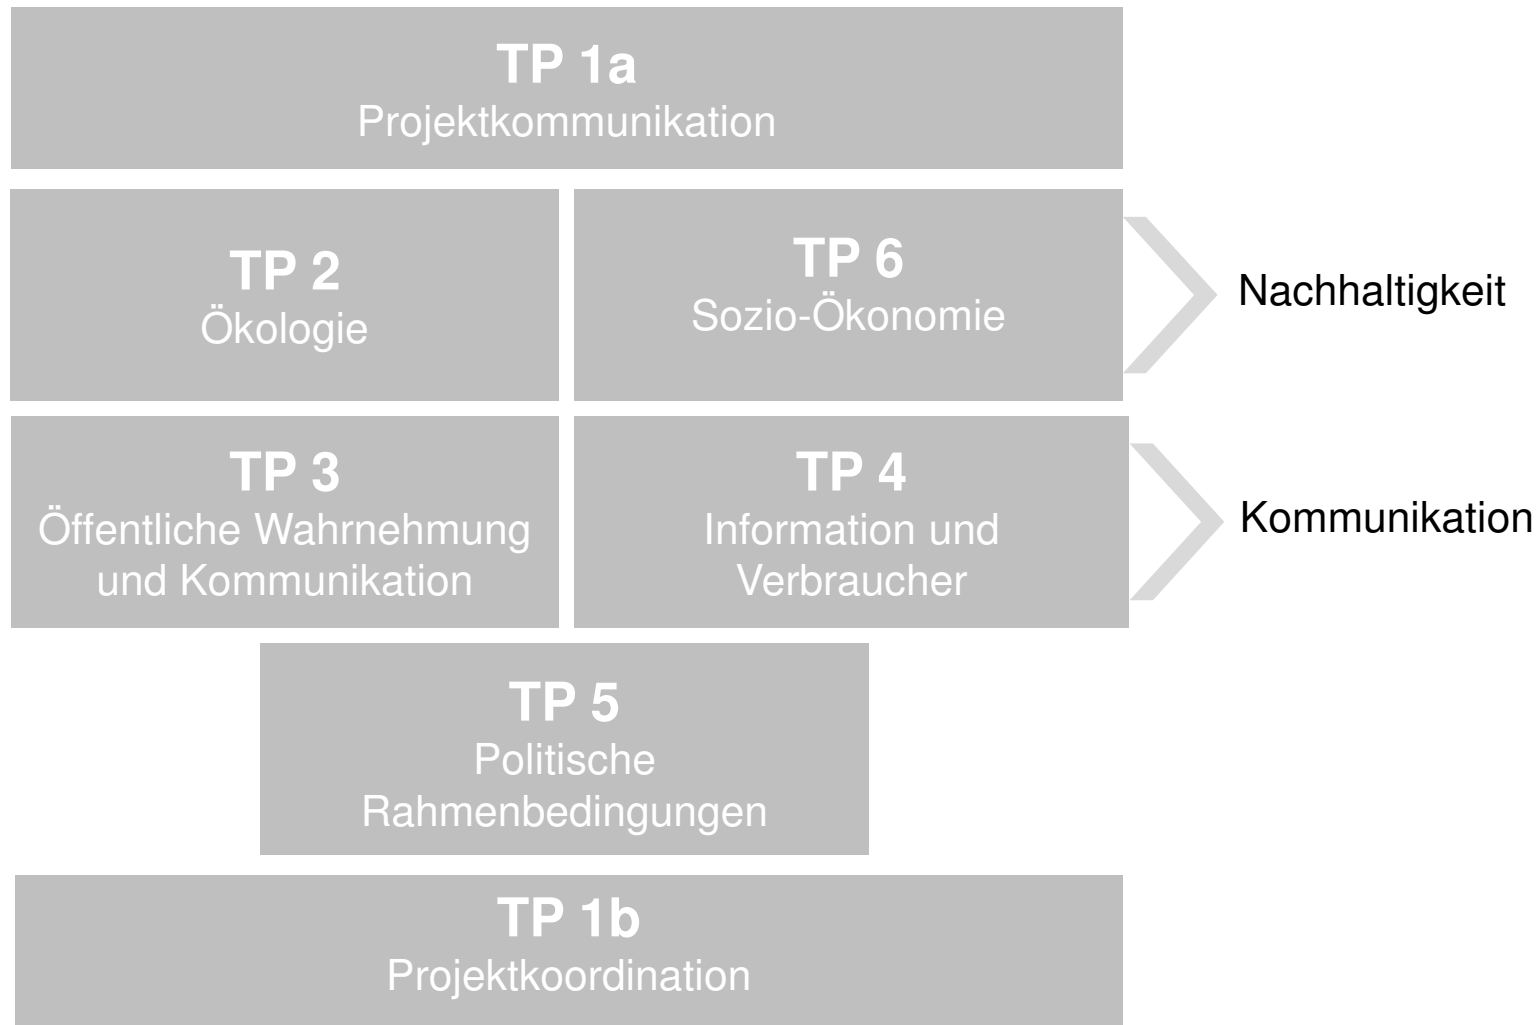 TP 1a
Projektkommunikation
TP 2
Ökologie
TP 6
Sozio-Ökonomie
Nachhaltigkeit
TP 3
Öffentliche Wahrnehmung
und Kommunikation
TP 4
Information und
Verbraucher
Kommunikation
TP 5
Politische
Rahmenbedingungen
TP 1b
Projektkoordination